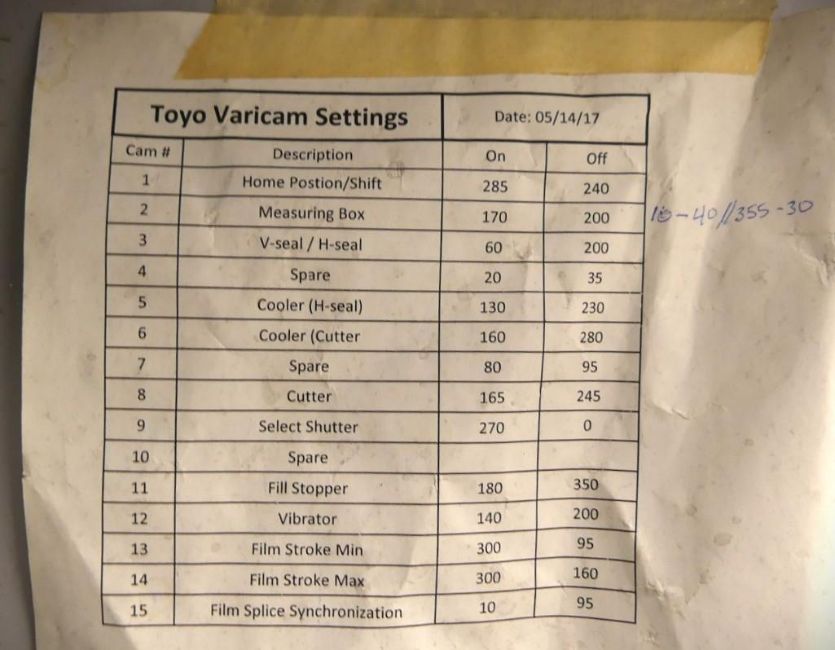 Toyo Varicam Settings Date: 05/14/17
Cam # Description On Off
1 Home Postion/Shift 285 240
2 Measuring Box 170 200 10-40//355-30
3 V-seal / H-seal 60 200
4 Spare 20 35
5 Cooler (H-seal) 130 230
6 Cooler (Cutter 160 280
7 Spare 80 95
8 Cutter 165 245
9 Select Shutter 270 0
10 Spare
11 Fill Stopper 180 350
12 Vibrator 140 200
13 Film Stroke Min 300 95
14 Film Stroke Max 300 160
15 Film Splice Synchronization 10 95